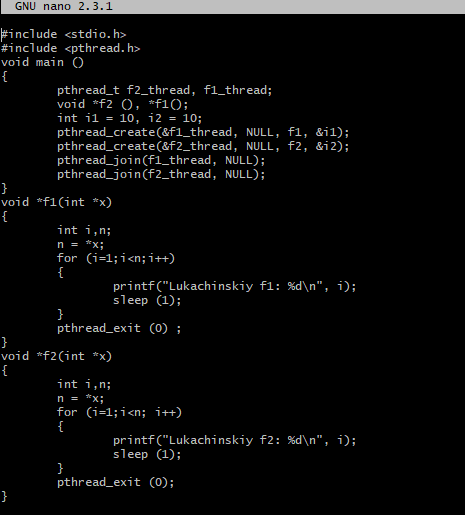 GNU nano 2.3.1
#include <stdio.h>
#include <pthread.h>
void main ()
{
        pthread_t f2_thread, f1_thread;
        void *f2 (), *f1();
        int i1 = 10, i2 = 10;
        pthread_create(&f1_thread, NULL, f1, &i1);
        pthread_create(&f2_thread, NULL, f2, &i2);
        pthread_join(f1_thread, NULL);
        pthread_join(f2_thread, NULL);
}
void *f1(int *x)
{
        int i,n;
        n = *x;
        for (i=1;i<n;i++)
        {
                printf("Lukachinskiy f1: %d\n", i);
                sleep (1);
        }
        pthread_exit (0) ;
}
void *f2(int *x)
{
        int i,n;
        n = *x;
        for (i=1;i<n; i++)
        {
                printf("Lukachinskiy f2: %d\n", i);
                sleep (1);
        }
        pthread_exit (0);
}